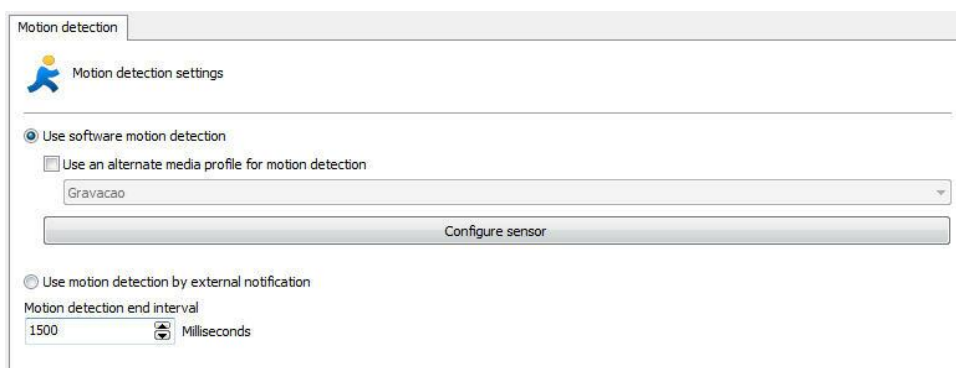 Motion detection
Motion detection settings
Use software motion detection
Use an alternate media profile for motion detection
Gravacao
Configure sensor
Use motion detection by external notification
Motion detection end interval
1500 Milliseconds